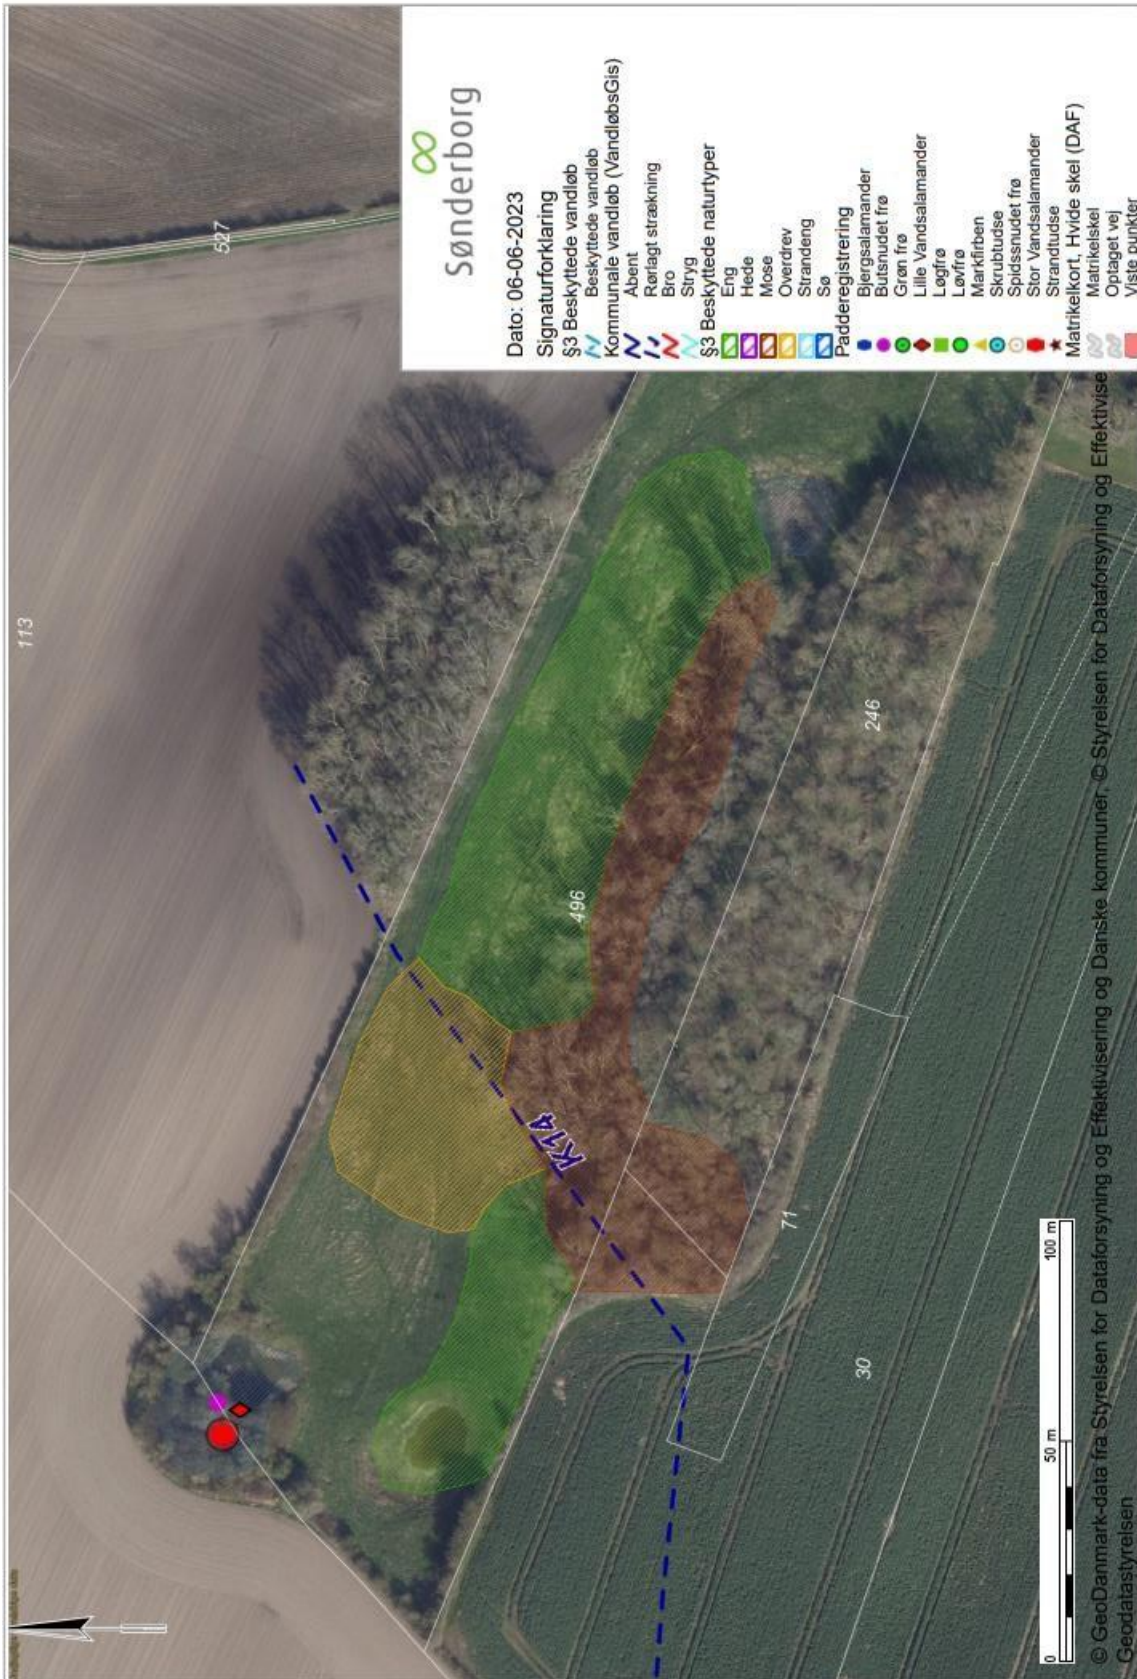 113
527
Sønderborg
Dato: 06-06-2023
Signaturforklaring
§3 Beskyttede vandløb
Beskyttede vandløb
Kommunale vandløb (VandløbsGis)
Åbent
Rørlagt strækning
Bro
Stryg
§3 Beskyttede naturtyper
Eng
Hede
Mose
Overdrev
Strandeng
Sø
Padderegistrering
Bjergsalamander
Butsnudet frø
Grøn frø
Lille Vandsalamander
Løgfrø
Løvfrø
Markfirben
Skrubtudse
Spidssnudet frø
Stor Vandsalamander
Strandtudse
Matrikelkort, Hvide skel (DAF)
Matrikelskel
Optaget vej
Viste punkter
496
246
K14
71
30
0 50 m 100 m
© GeoDanmark-data fra Styrelsen for Dataforsyning og Effektivisering og Danske kommuner, © Styrelsen for Dataforsyning og Effektivise
Geodatastyrelsen